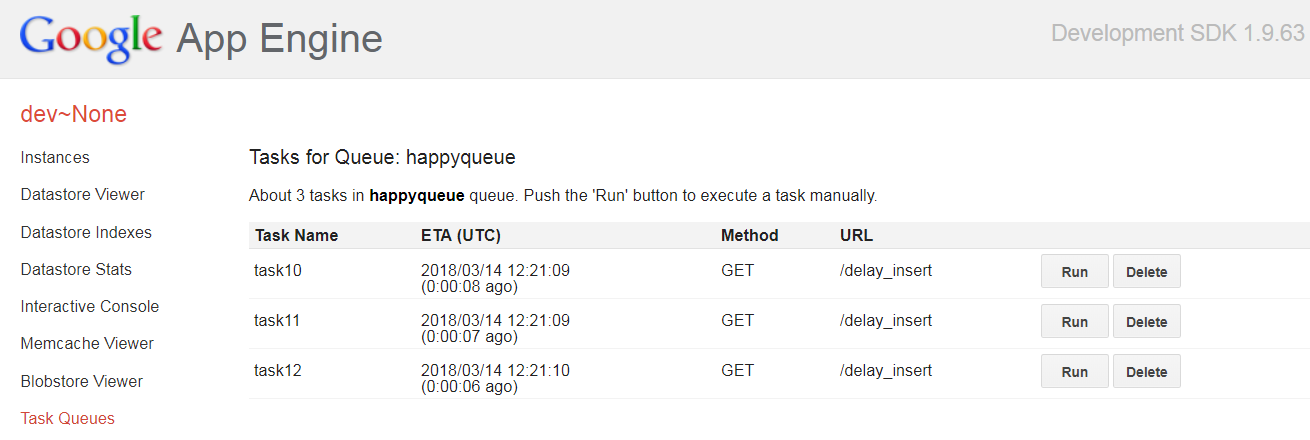 Google App Engine
Development SDK 1.9.63
dev~None
Instances
Datastore Viewer
Datastore Indexes
Datastore Stats
Interactive Console
Memcache Viewer
Blobstore Viewer
Task Queues
Tasks for Queue: happyqueue
About 3 tasks in happyqueue queue. Push the 'Run' button to execute a task manually.
Task Name ETA (UTC) Method URL
task10 2018/03/14 12:21:09 GET /delay_insert Run Delete
(0:00:08 ago)
task11 2018/03/14 12:21:09 GET /delay_insert Run Delete
(0:00:07 ago)
task12 2018/03/14 12:21:10 GET /delay_insert Run Delete
(0:00:06 ago)